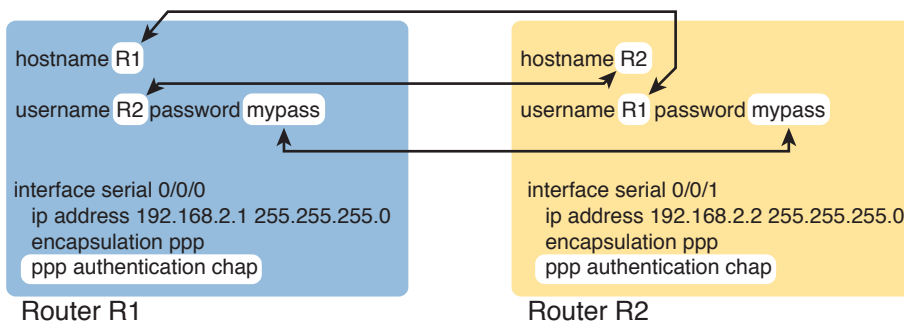 hostname R1
username R2 password mypass
interface serial 0/0/0
ip address 192.168.2.1 255.255.255.0
encapsulation ppp
ppp authentication chap
Router R1
hostname R2
username R1 password mypass
interface serial 0/0/1
ip address 192.168.2.2 255.255.255.0
encapsulation ppp
ppp authentication chap
Router R2